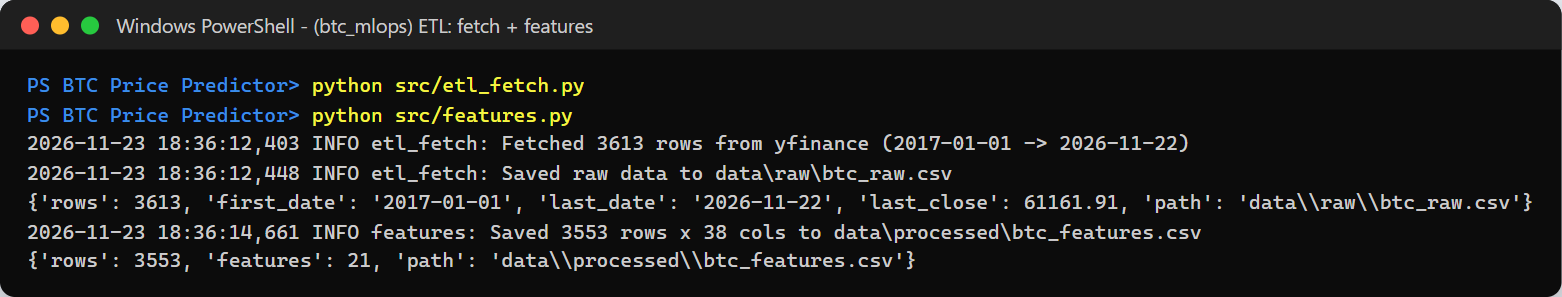 Windows PowerShell - (btc_mlops) ETL: fetch + features
PS BTC Price Predictor> python src/etl_fetch.py
PS BTC Price Predictor> python src/features.py
2026-11-23 18:36:12,403 INFO etl_fetch: Fetched 3613 rows from yfinance (2017-01-01 -> 2026-11-22)
2026-11-23 18:36:12,448 INFO etl_fetch: Saved raw data to data\raw\btc_raw.csv
{'rows': 3613, 'first_date': '2017-01-01', 'last_date': '2026-11-22', 'last_close': 61161.91, 'path': 'data\\raw\\btc_raw.csv'}
2026-11-23 18:36:14,661 INFO features: Saved 3553 rows x 38 cols to data\processed\btc_features.csv
{'rows': 3553, 'features': 21, 'path': 'data\\processed\\btc_features.csv'}